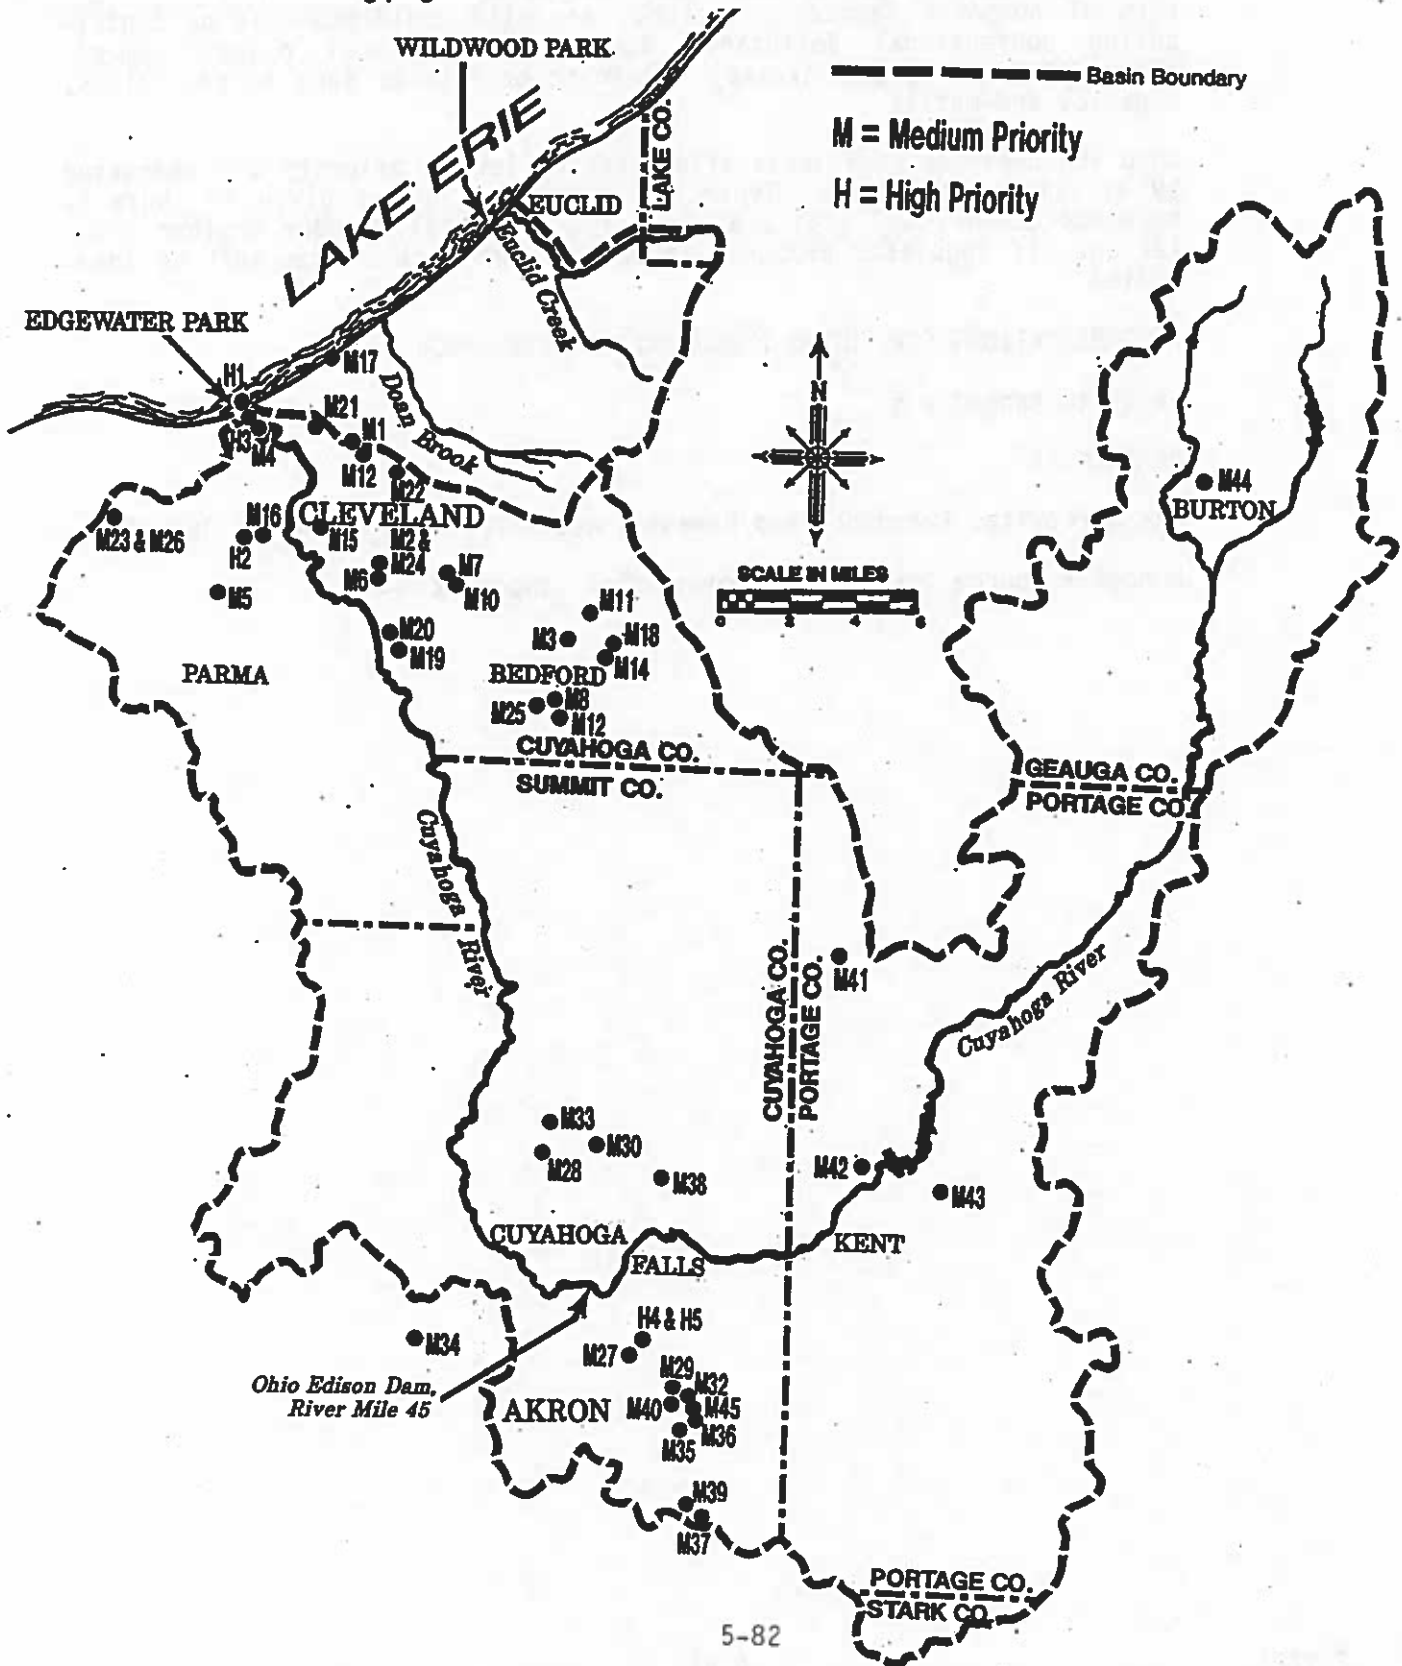 WILDWOOD PARK
Basin Boundary
LAKE ERIE
LAKE CO.
M = Medium Priority
H = High Priority
EUCLID
Euclid Creek
EDGEWATER PARK
H1
M17
Doan Brook
M21
H3
M4
M1
M12
M22
N
M44
BURTON
CLEVELAND
M23 & M26
M16
H2
M15
M2 &
M24
M6
M7
M10
M5
SCALE IN MILES
0 2 4 6
M11
M3
M18
M14
M20
M19
PARMA
BEDFORD
M8
M25
M12
CUYAHOGA CO.
SUMMIT CO.
GEAUGA CO.
PORTAGE CO.
Cuyahoga River
CUYAHOGA CO.
PORTAGE CO.
M41
Cuyahoga River
M33
M30
M28
M38
M42
M43
CUYAHOGA
FALLS
KENT
H4 & H5
M34
M27
Ohio Edison Dam,
River Mile 45
M29
M32
AKRON
M40
M45
M36
M35
M39
M37
PORTAGE CO.
STARK CO.
5-82